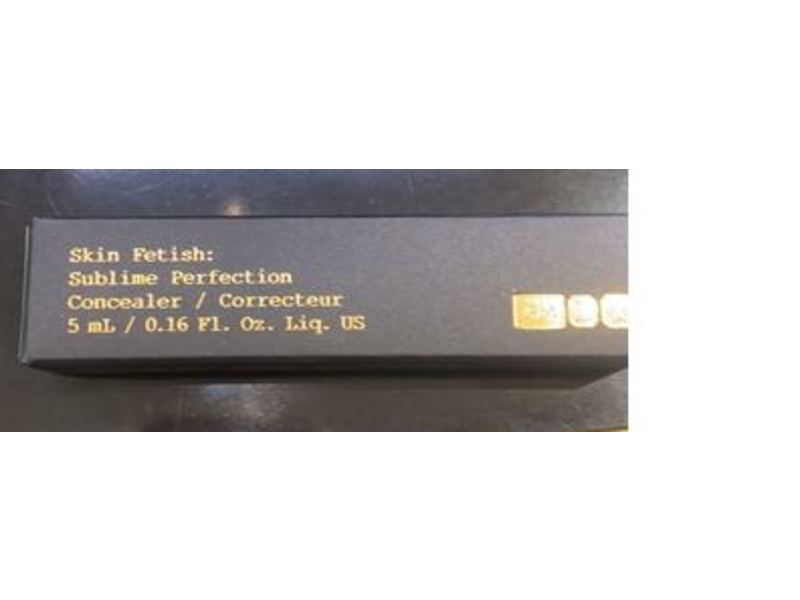 Skin Fetish:
Sublime Perfection
Concealer / Correcteur
5 mL / 0.16 Fl. Oz. Liq. US